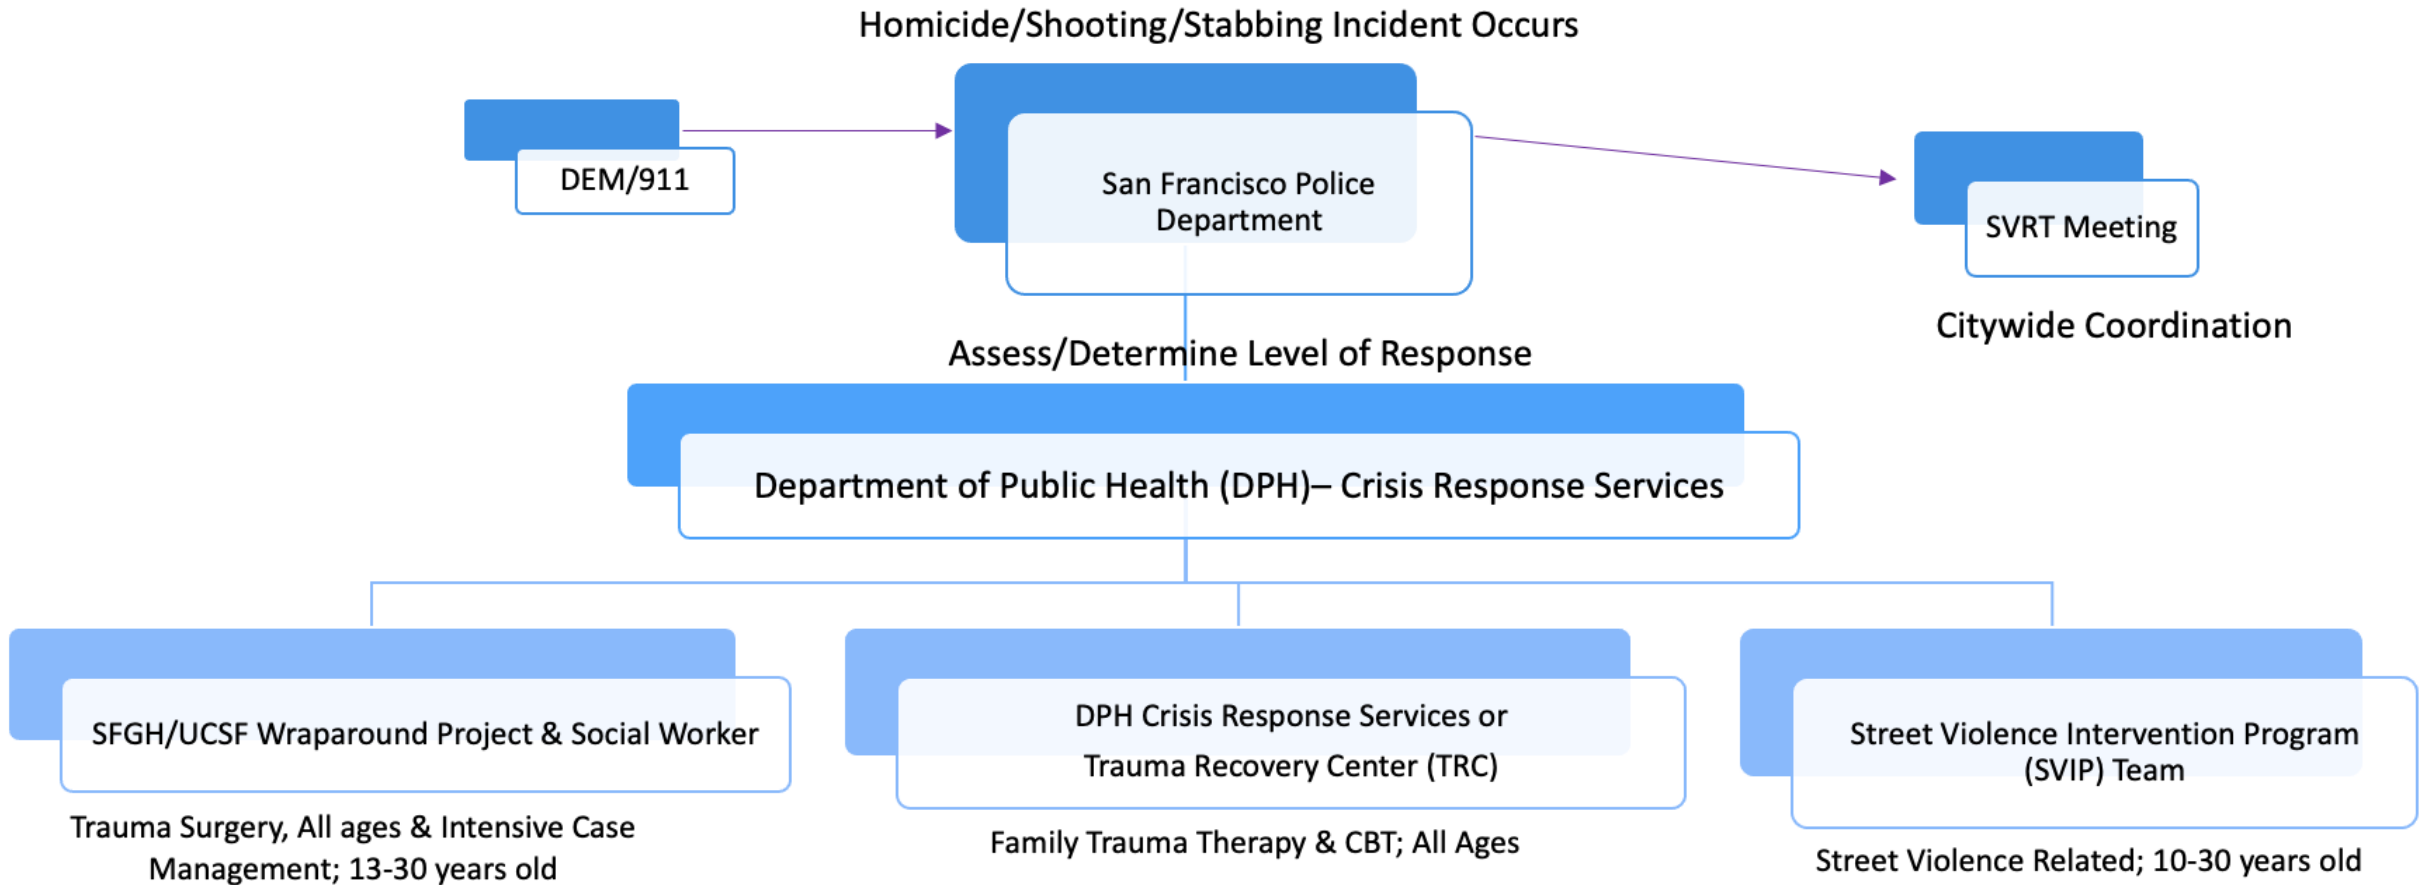 Homicide/Shooting/Stabbing Incident Occurs
DEM/911
San Francisco Police
Department
SVRT Meeting
Citywide Coordination
Assess/Determine Level of Response
Department of Public Health (DPH)– Crisis Response Services
SFGH/UCSF Wraparound Project & Social Worker
Trauma Surgery, All ages & Intensive Case
Management; 13-30 years old
DPH Crisis Response Services or
Trauma Recovery Center (TRC)
Family Trauma Therapy & CBT; All Ages
Street Violence Intervention Program
(SVIP) Team
Street Violence Related; 10-30 years old